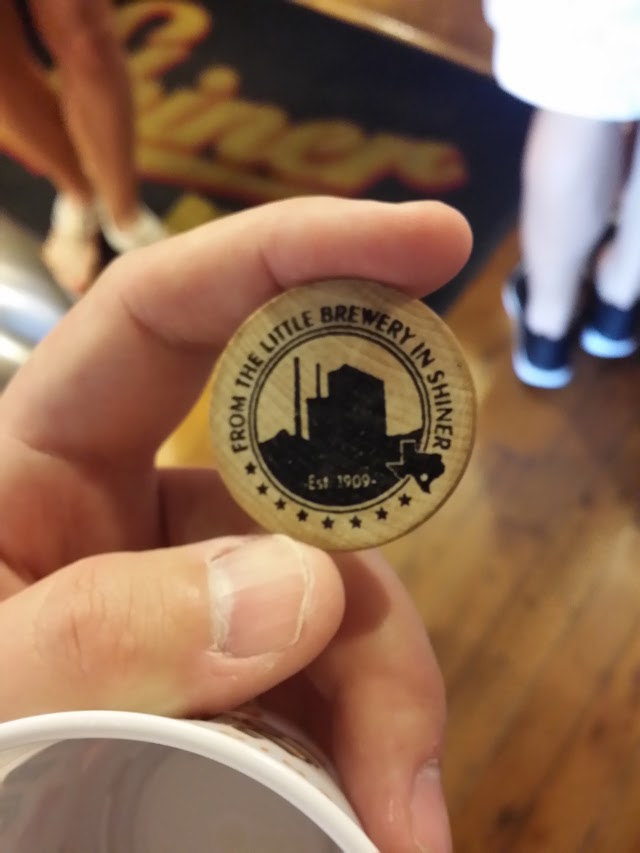 Shiner
FROM THE LITTLE BREWERY IN SHINER
Est 1909